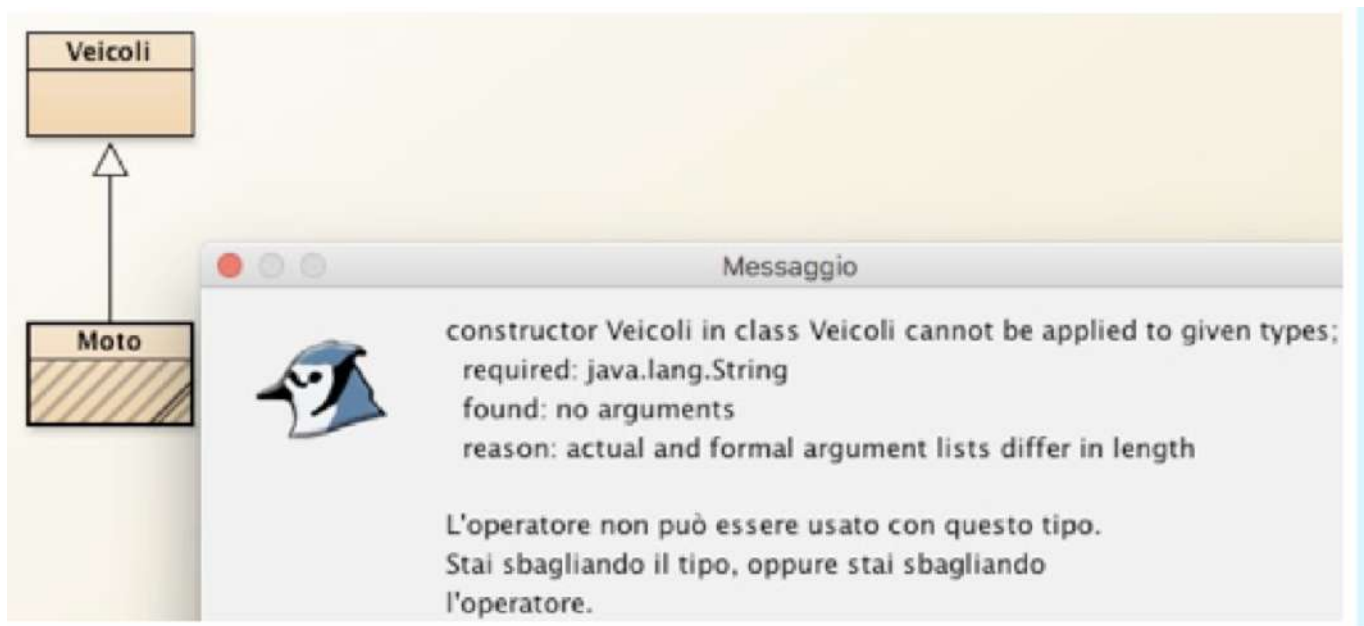 Veicoli
Moto
Messaggio
constructor Veicoli in class Veicoli cannot be applied to given types;
required: java.lang.String
found: no arguments
reason: actual and formal argument lists differ in length
L'operatore non può essere usato con questo tipo.
Stai sbagliando il tipo, oppure stai sbagliando
l'operatore.